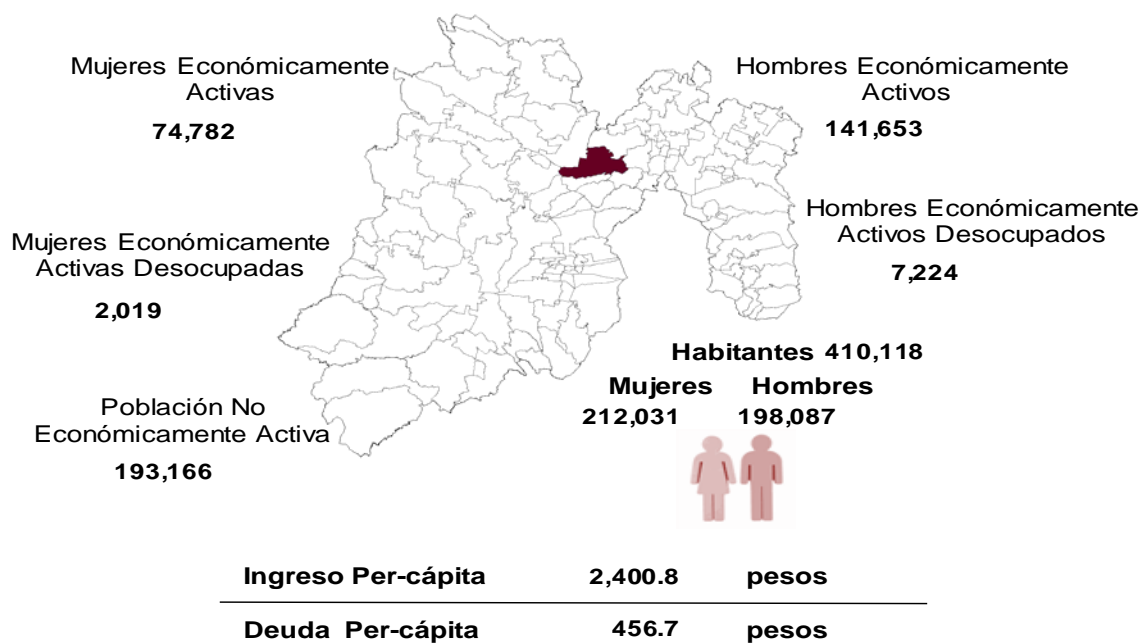 Mujeres Económicamente
Activas
74,782
Hombres Económicamente
Activos
141,653
Mujeres Económicamente
Activas Desocupadas
2,019
Hombres Económicamente
Activos Desocupados
7,224
Habitantes 410,118
Mujeres Hombres
212,031 198,087
Población No
Económicamente Activa
193,166
Ingreso Per-cápita 2,400.8 pesos
Deuda Per-cápita 456.7 pesos